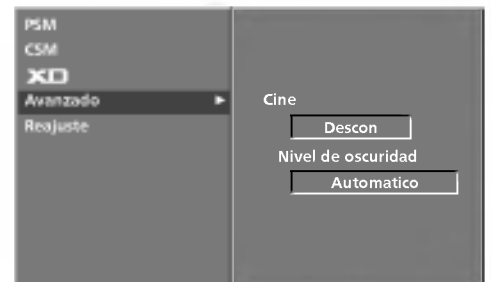 PSM
CSM
XD
Avanzado
Reajuste
Cine
Descon
Nivel de oscuridad
Automatico